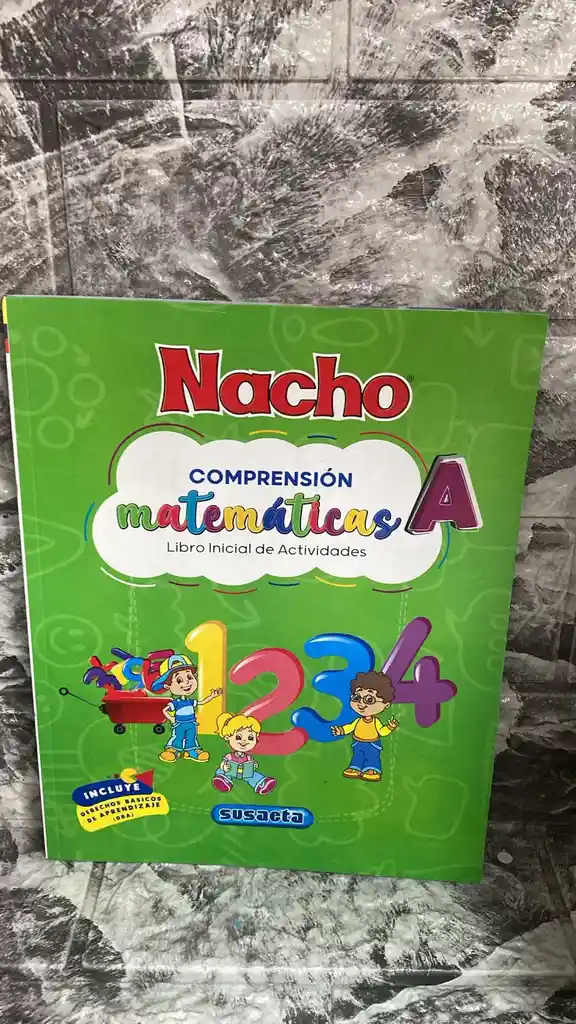 Nacho®
COMPRENSIÓN
matemáticas A
Libro Inicial de Actividades
1234
INCLUYE
DERECHOS BÁSICOS
DE APRENDIZAJE
(DBA)
susaeta